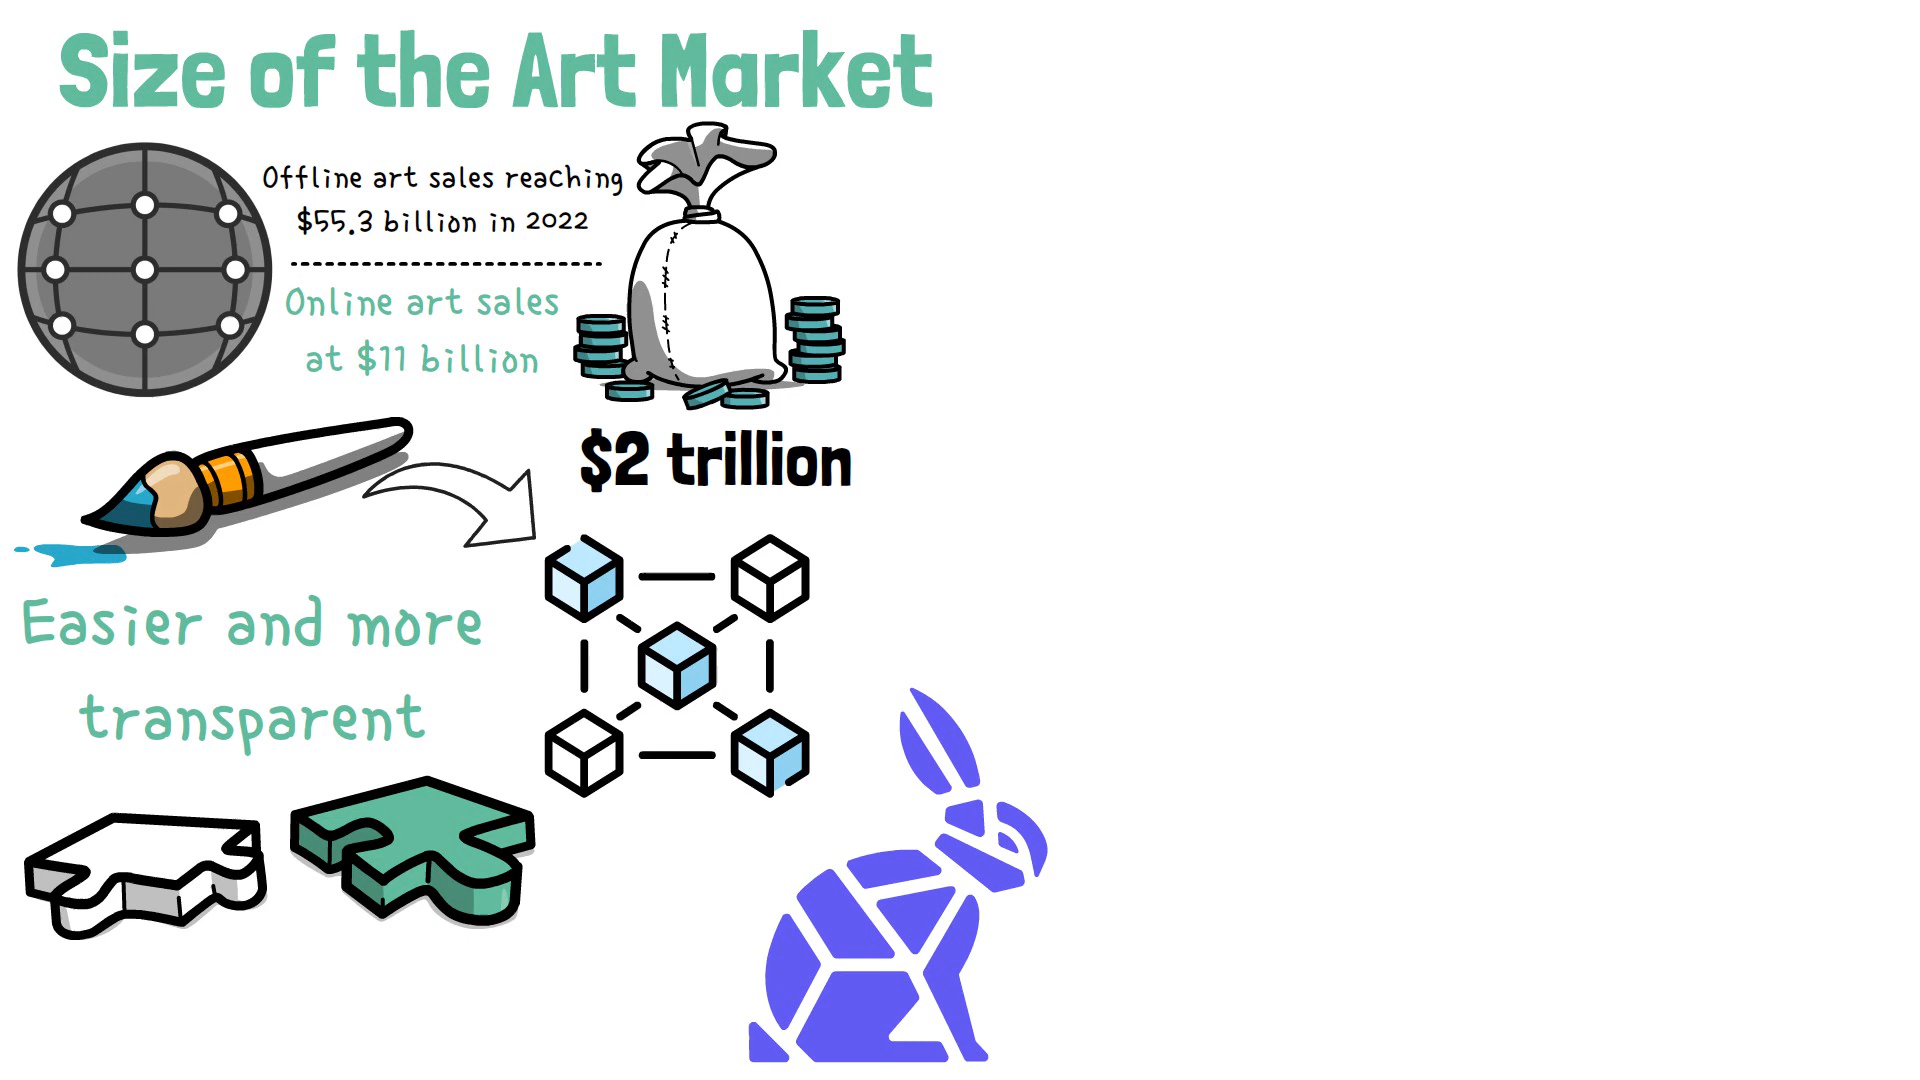 Size of the Art Market
Offline art sales reaching
$55.3 billion in 2022
Online art sales
at $11 billion
$2 trillion
Easier and more
transparent